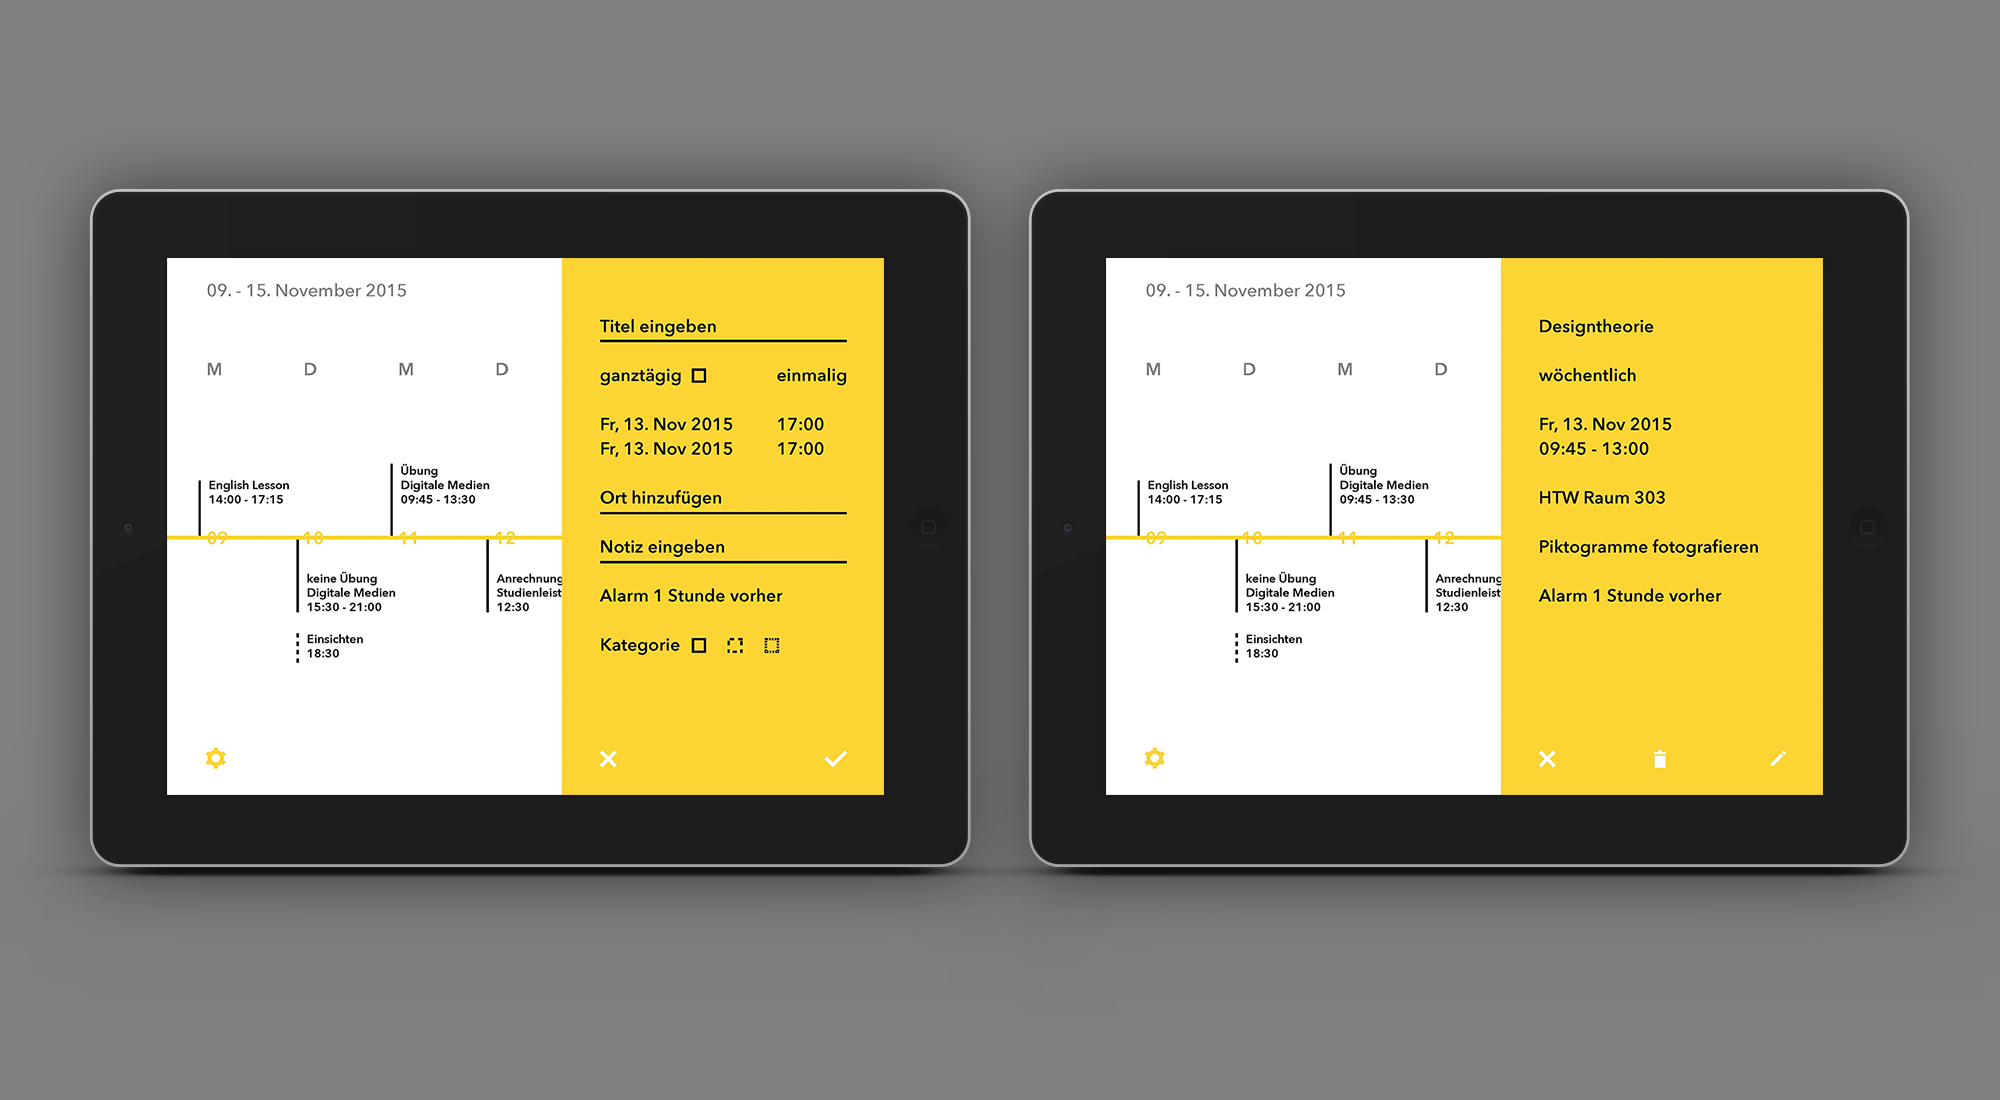 09. - 15. November 2015
M D M D
English Lesson
14:00 - 17:15
Übung
Digitale Medien
09:45 - 13:30
09 10 11 12
keine Übung
Digitale Medien
15:30 - 21:00
Einsichten
18:30
Anrechnung
Studienleist
12:30
Titel eingeben
ganztägig einmalig
Fr, 13. Nov 2015 17:00
Fr, 13. Nov 2015 17:00
Ort hinzufügen
Notiz eingeben
Alarm 1 Stunde vorher
Kategorie
09. - 15. November 2015
M D M D
English Lesson
14:00 - 17:15
Übung
Digitale Medien
09:45 - 13:30
09 10 11 12
keine Übung
Digitale Medien
15:30 - 21:00
Einsichten
18:30
Anrechnung
Studienleist
12:30
Designtheorie
wöchentlich
Fr, 13. Nov 2015
09:45 - 13:00
HTW Raum 303
Piktogramme fotografieren
Alarm 1 Stunde vorher